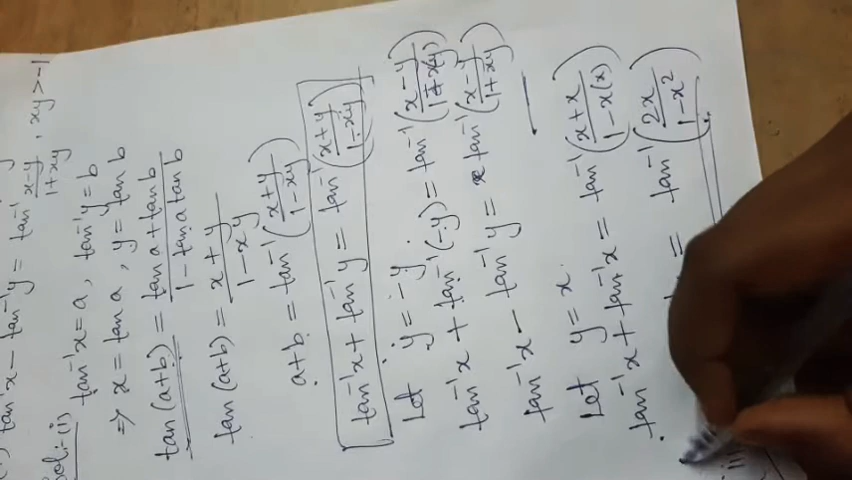 tan⁻¹x − tan⁻¹y = tan⁻¹ (x−y)/(1+xy), xy > −1
Sol:- (i) tan⁻¹x = a, tan⁻¹y = b
⇒ x = tan a, y = tan b
tan (a+b) = (tan a + tan b)/(1 − tan a tan b)
tan (a+b) = (x+y)/(1−xy)
a+b = tan⁻¹((x+y)/(1−xy))
tan⁻¹x + tan⁻¹y = tan⁻¹((x+y)/(1−xy))
Let y = −y
tan⁻¹x + tan⁻¹(−y) = tan⁻¹((x−y)/(1+x(y)))
tan⁻¹x − tan⁻¹y = tan⁻¹((x−y)/(1+xy))
Let y = x.
tan⁻¹x + tan⁻¹x = tan⁻¹((x+x)/(1−x(x)))
= tan⁻¹((2x)/(1−x²))